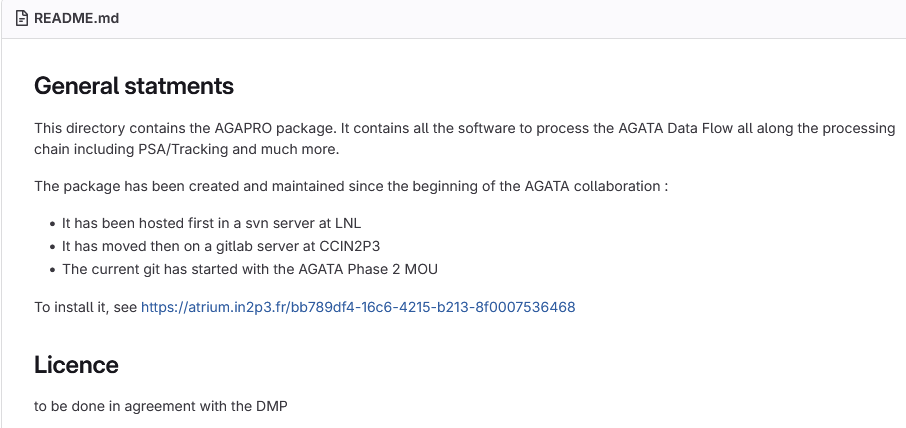 README.md
General statments
This directory contains the AGAPRO package. It contains all the software to process the AGATA Data Flow all along the processing
chain including PSA/Tracking and much more.
The package has been created and maintained since the beginning of the AGATA collaboration :
• It has been hosted first in a svn server at LNL
• It has moved then on a gitlab server at CCIN2P3
• The current git has started with the AGATA Phase 2 MOU
To install it, see https://atrium.in2p3.fr/bb789df4-16c6-4215-b213-8f0007536468
Licence
to be done in agreement with the DMP